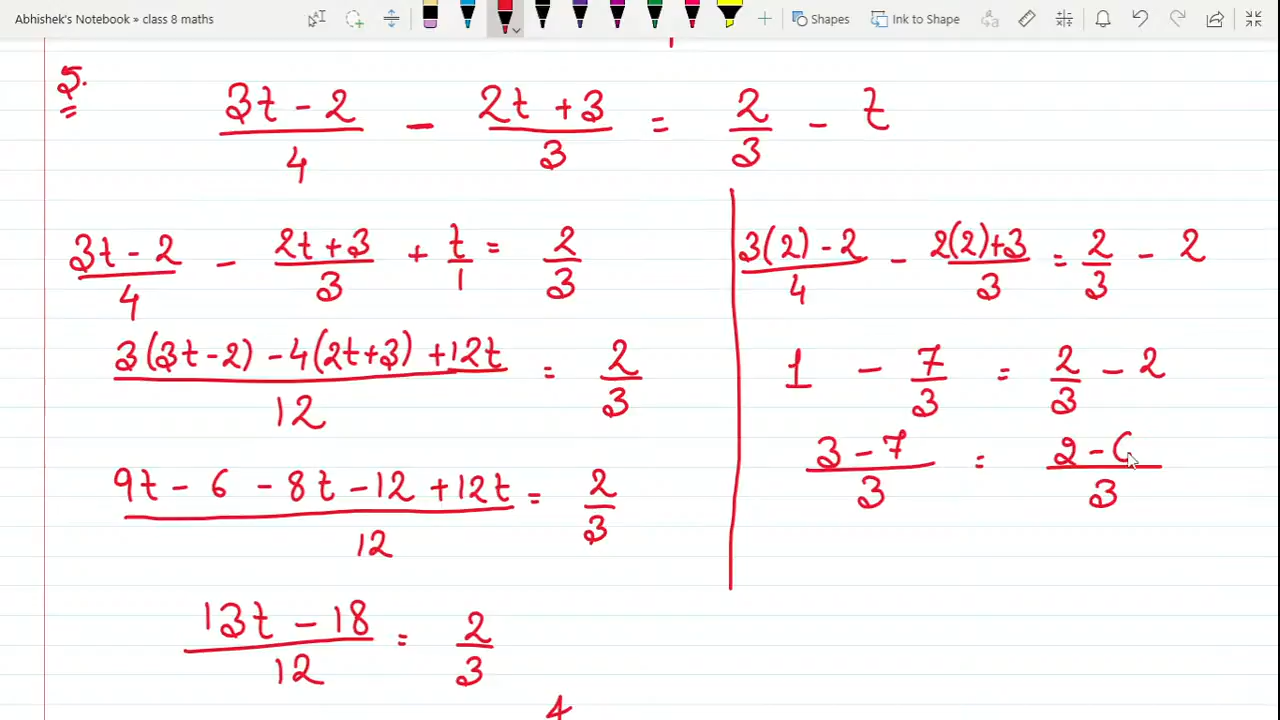 Abhishek's Notebook » class 8 maths
Shapes
Ink to Shape
5.
(3t - 2)/4 - (2t + 3)/3 = 2/3 - t
(3t - 2)/4 - (2t + 3)/3 + t/1 = 2/3
(3(3t - 2) - 4(2t + 3) + 12t)/12 = 2/3
(9t - 6 - 8t - 12 + 12t)/12 = 2/3
(13t - 18)/12 = 2/3
4
(3(2) - 2)/4 - (2(2) + 3)/3 = 2/3 - 2
1 - 7/3 = 2/3 - 2
(3 - 7)/3 = (2 - 6)/3